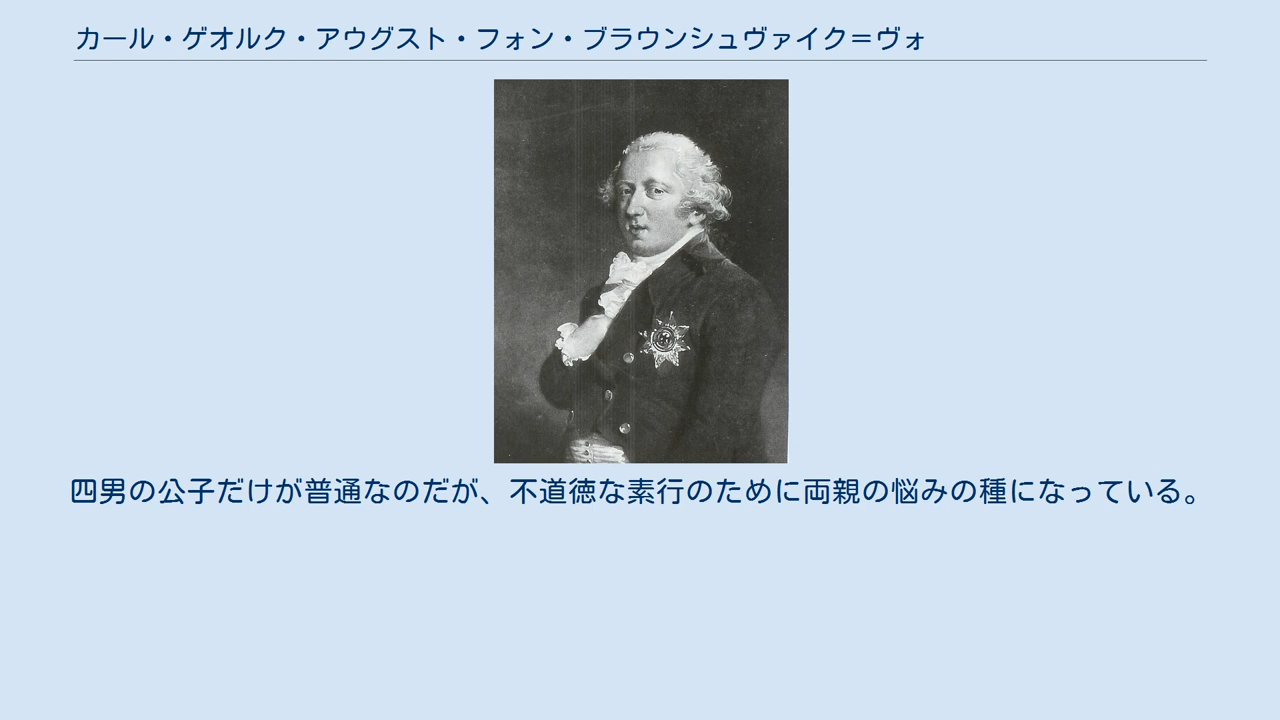 カール・ゲオルク・アウグスト・フォン・ブラウンシュヴァイク＝ヴォ
四男の公子だけが普通なのだが、不道徳な素行のために両親の悩みの種になっている。